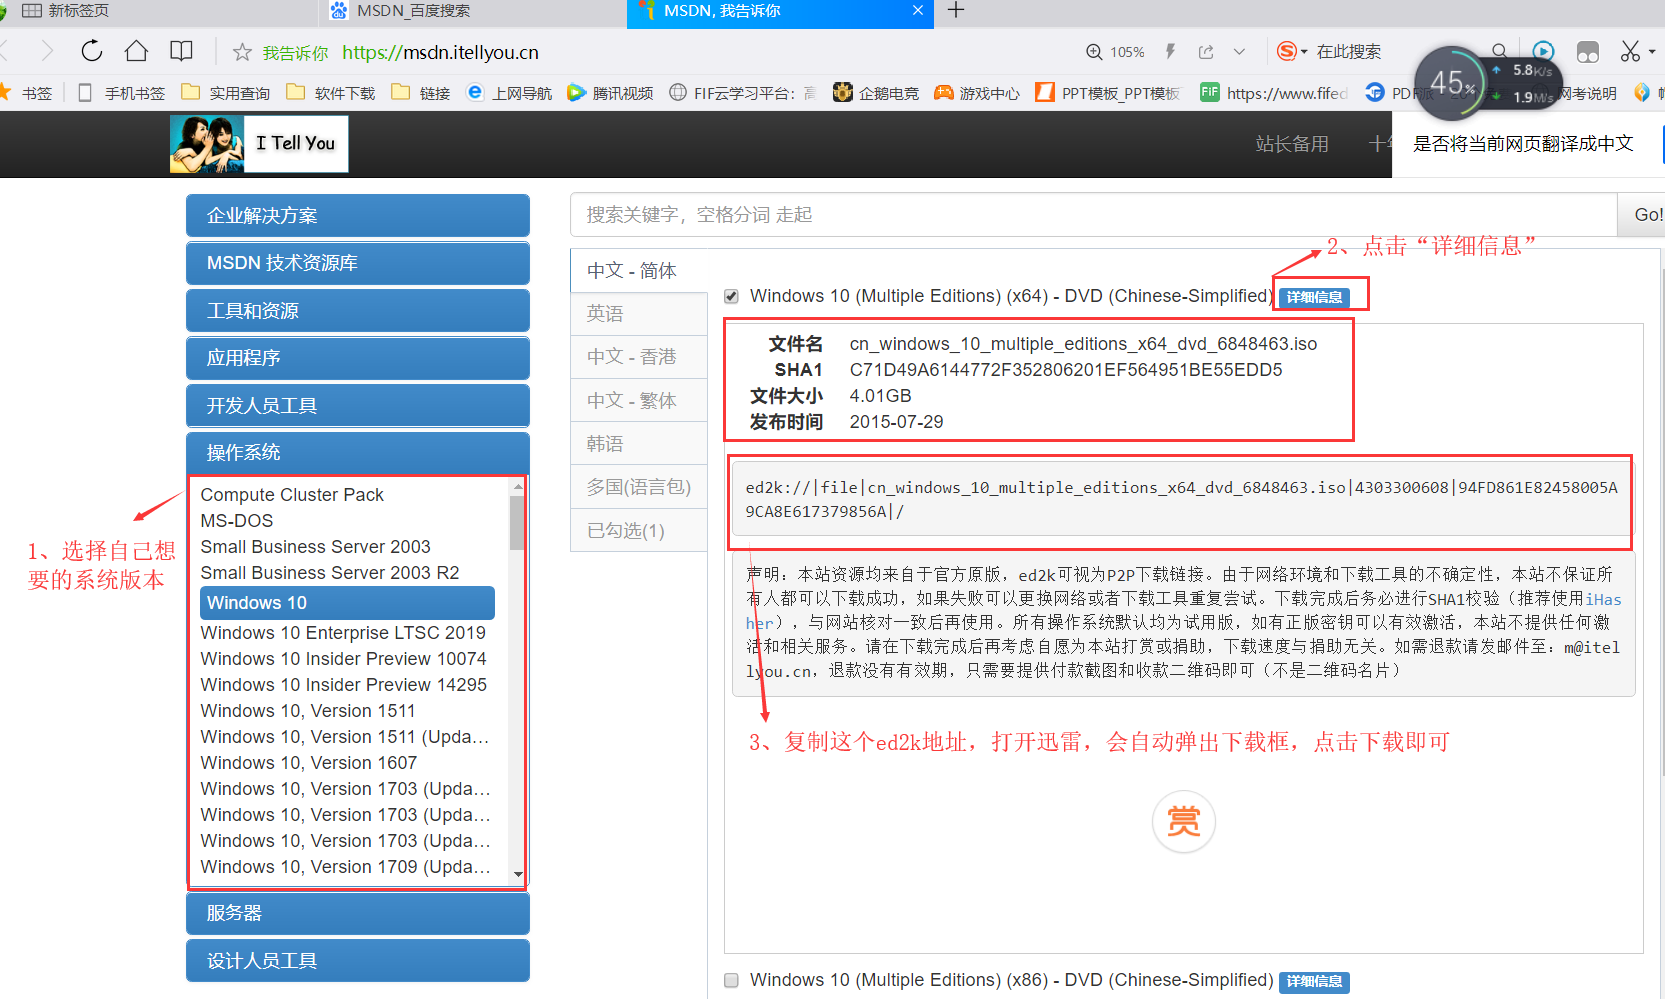 新标签页
MSDN_百度搜索
MSDN, 我告诉你
我告诉你 https://msdn.itellyou.cn
105%
在此搜索
书签
手机书签
实用查询
软件下载
链接
上网导航
腾讯视频
FIF云学习平台：
企鹅电竞
游戏中心
PPT模板_PPT模板
https://www.fifed
网考说明
45%
5.8K/s
1.9M/s
I Tell You
站长备用
是否将当前网页翻译成中文
企业解决方案
MSDN 技术资源库
工具和资源
应用程序
开发人员工具
操作系统
Compute Cluster Pack
MS-DOS
Small Business Server 2003
Small Business Server 2003 R2
Windows 10
Windows 10 Enterprise LTSC 2019
Windows 10 Insider Preview 10074
Windows 10 Insider Preview 14295
Windows 10, Version 1511
Windows 10, Version 1511 (Upda...
Windows 10, Version 1607
Windows 10, Version 1703 (Upda...
Windows 10, Version 1703 (Upda...
Windows 10, Version 1703 (Upda...
Windows 10, Version 1709 (Upda...
服务器
设计人员工具
1、选择自己想
要的系统版本
搜索关键字，空格分词 走起
Go!
中文 - 简体
英语
中文 - 香港
中文 - 繁体
韩语
多国(语言包)
已勾选(1)
2、点击“详细信息”
Windows 10 (Multiple Editions) (x64) - DVD (Chinese-Simplified) 详细信息
文件名 cn_windows_10_multiple_editions_x64_dvd_6848463.iso
SHA1 C71D49A6144772F352806201EF564951BE55EDD5
文件大小 4.01GB
发布时间 2015-07-29
ed2k://|file|cn_windows_10_multiple_editions_x64_dvd_6848463.iso|4303300608|94FD861E82458005A
9CA8E617379856A|/
声明：本站资源均来自于官方原版，ed2k可视为P2P下载链接。由于网络环境和下载工具的不确定性，本站不保证所
有人都可以下载成功，如果失败可以更换网络或者下载工具重复尝试。下载完成后务必进行SHA1校验（推荐使用iHas
her），与网站核对一致后再使用。所有操作系统默认均为试用版，如有正版密钥可以有效激活，本站不提供任何激
活和相关服务。请在下载完成后再考虑自愿为本站打赏或捐助，下载速度与捐助无关。如需退款请发邮件至：m@itel
lyou.cn，退款没有有效期，只需要提供付款截图和收款二维码即可（不是二维码名片）
3、复制这个ed2k地址，打开迅雷，会自动弹出下载框，点击下载即可
赏
Windows 10 (Multiple Editions) (x86) - DVD (Chinese-Simplified) 详细信息